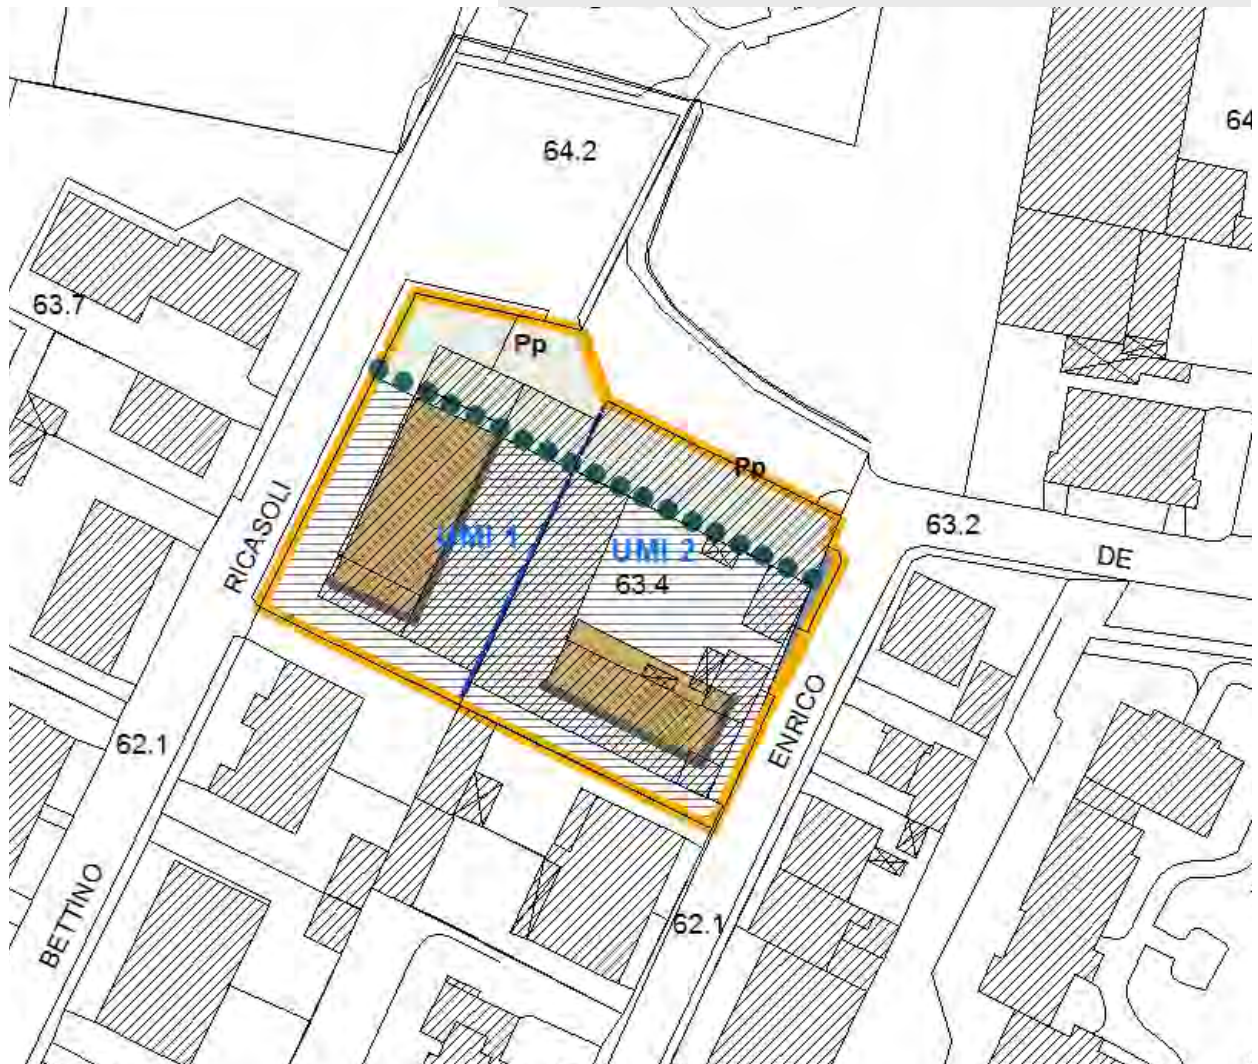 64
64.2
63.7
Pp
Pp
RICASOLI
UMI 1
UMI 2
63.4
63.2
DE
ENRICO
62.1
62.1
BETTINO